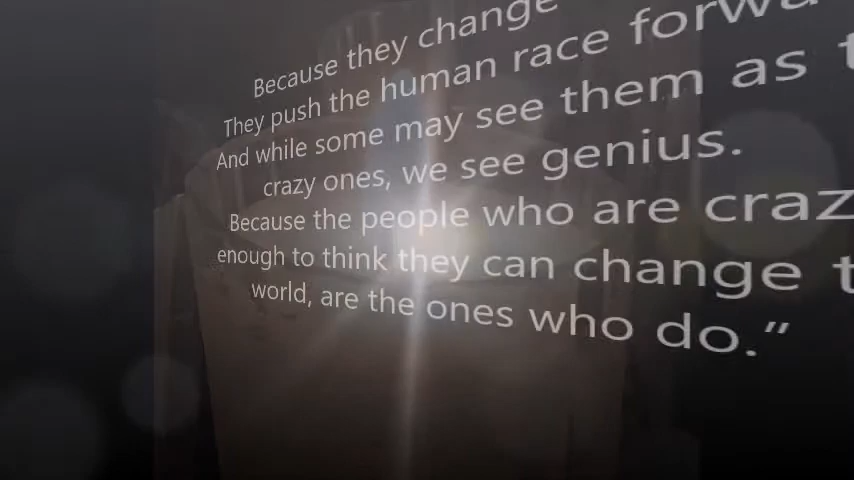 Because they change
They push the human race forwa
And while some may see them as t
crazy ones, we see genius.
Because the people who are craz
enough to think they can change t
world, are the ones who do.”